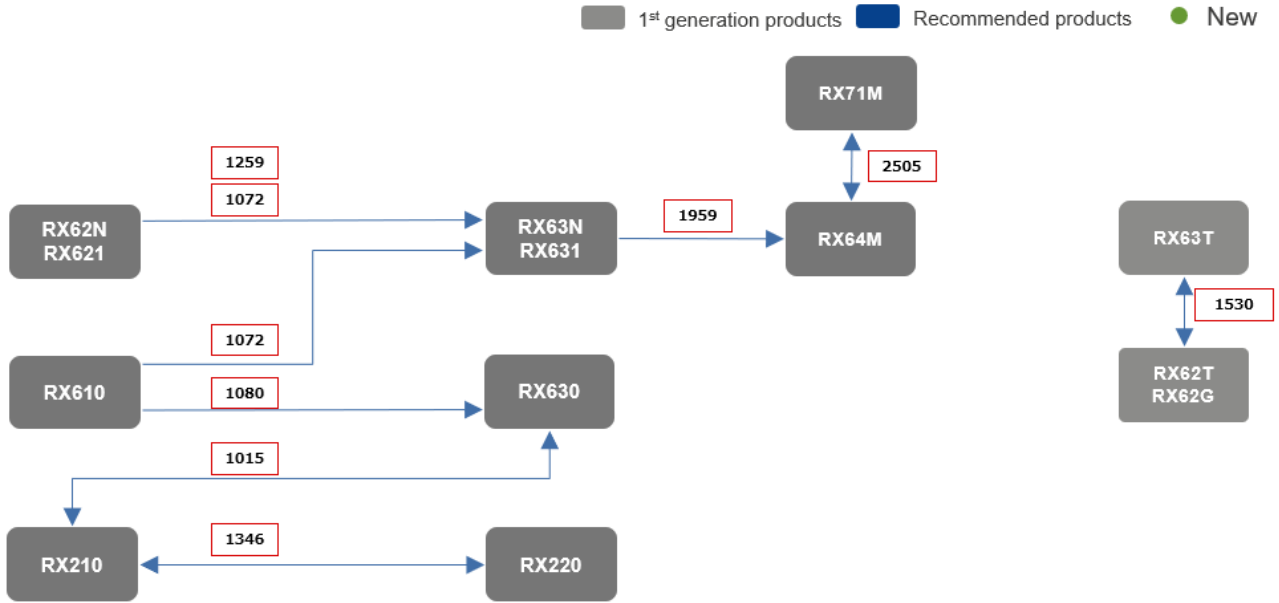 1st generation products
Recommended products
New
RX71M
2505
1259
1072
1959
RX62N
RX621
RX63N
RX631
RX64M
RX63T
1530
1072
RX610
1080
RX630
RX62T
RX62G
1015
1346
RX210
RX220